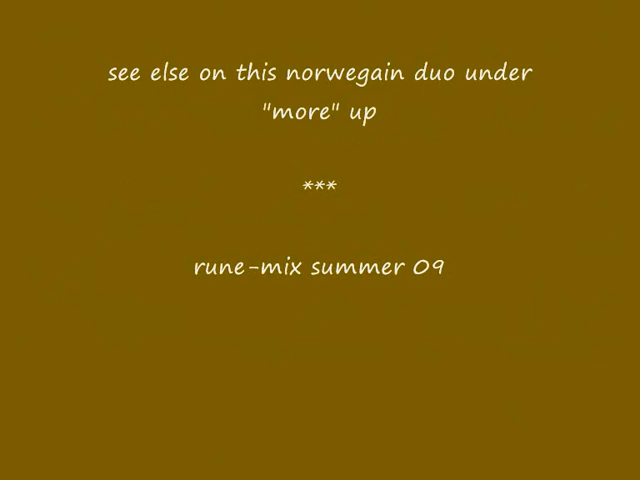 see else on this norwegain duo under
"more" up
***
rune-mix summer 09